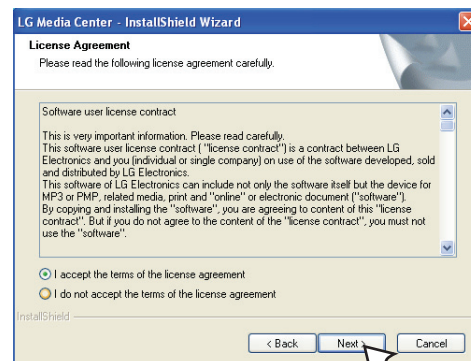 LG Media Center - InstallShield Wizard
License Agreement
Please read the following license agreement carefully.
Software user license contract
This is very important information. Please read carefully.
This software user license contract ( "license contract") is a contract between LG
Electronics and you (individual or single company) on use of the software developed, sold
and distributed by LG Electronics.
This software of LG Electronics can include not only the software itself but the device for
MP3 or PMP, related media, print and "online" or electronic document ("software").
By copying and installing the "software", you are agreeing to content of this "license
contract". But if you do not agree to the content of the "license contract", you must not
use the "software".
I accept the terms of the license agreement
I do not accept the terms of the license agreement
InstallShield
< Back
Next >
Cancel